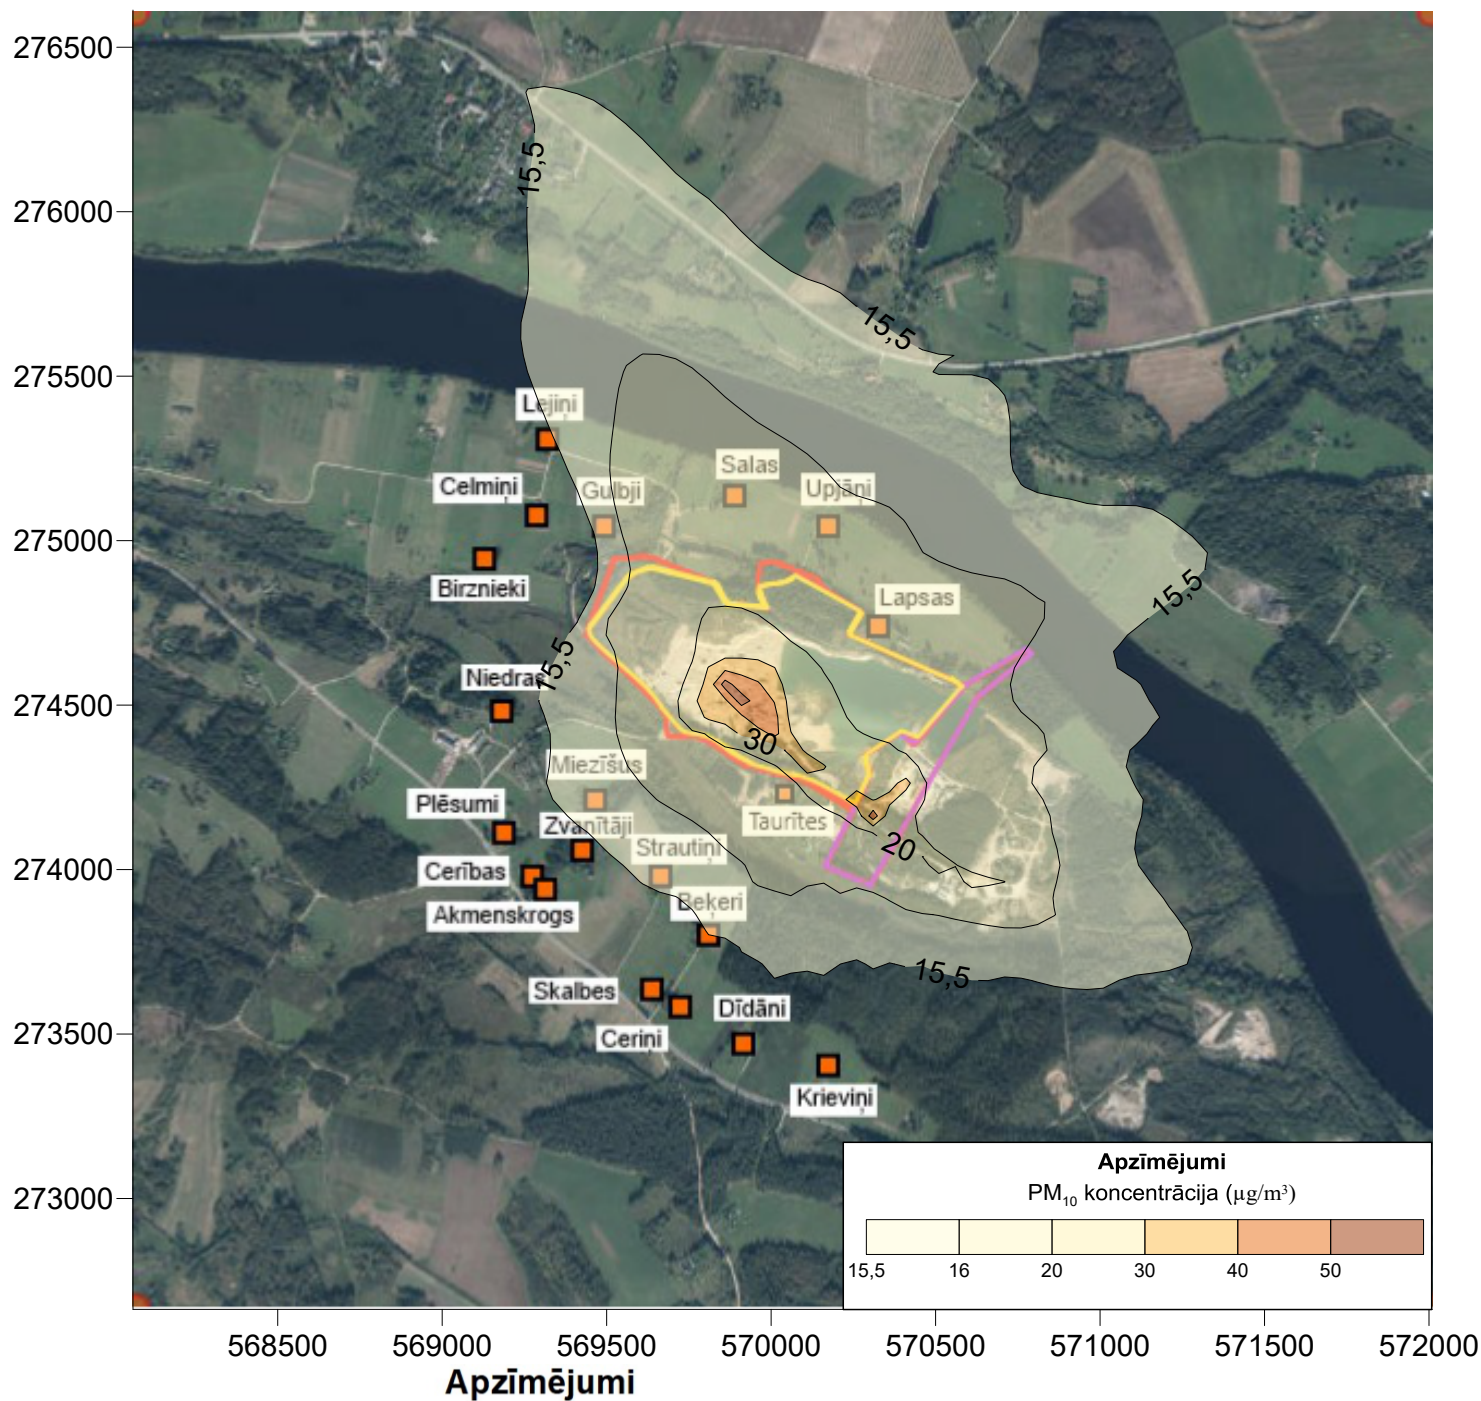 276500
276000
275500
275000
274500
274000
273500
273000
15,5
15,5
Lejiņi
Salas
Celmiņi
Gulbji
Upjāņi
Birznieki
15,5
Lapsas
15,5
Niedras
30
Miezīšus
Plēsumi
Zvanītāji
Taurītes
Strautiņi
20
Cerības
Akmenskrogs
Beķeri
15,5
Skalbes
Dīdāni
Ceriņi
Krieviņi
Apzīmējumi
PM10 koncentrācija (µg/m³)
15,5 16 20 30 40 50
568500 569000 569500 570000 570500 571000 571500 572000
Apzīmējumi